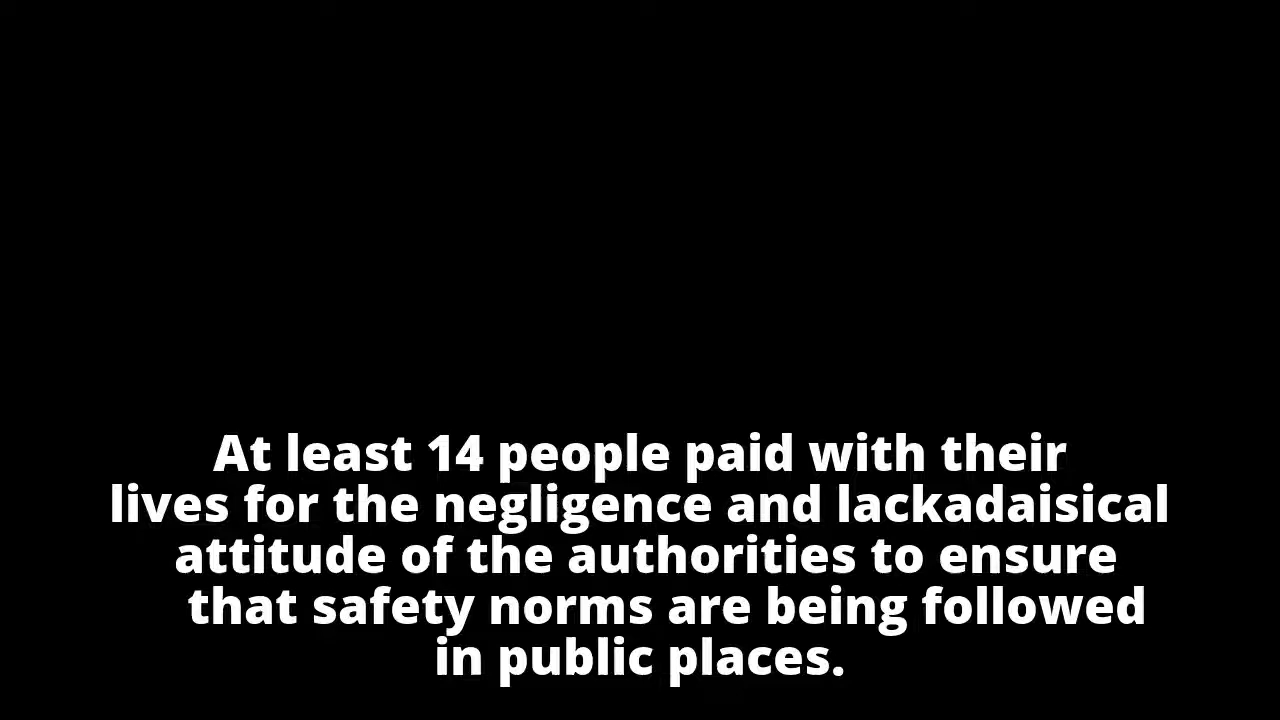 At least 14 people paid with their
lives for the negligence and lackadaisical
attitude of the authorities to ensure
that safety norms are being followed
in public places.